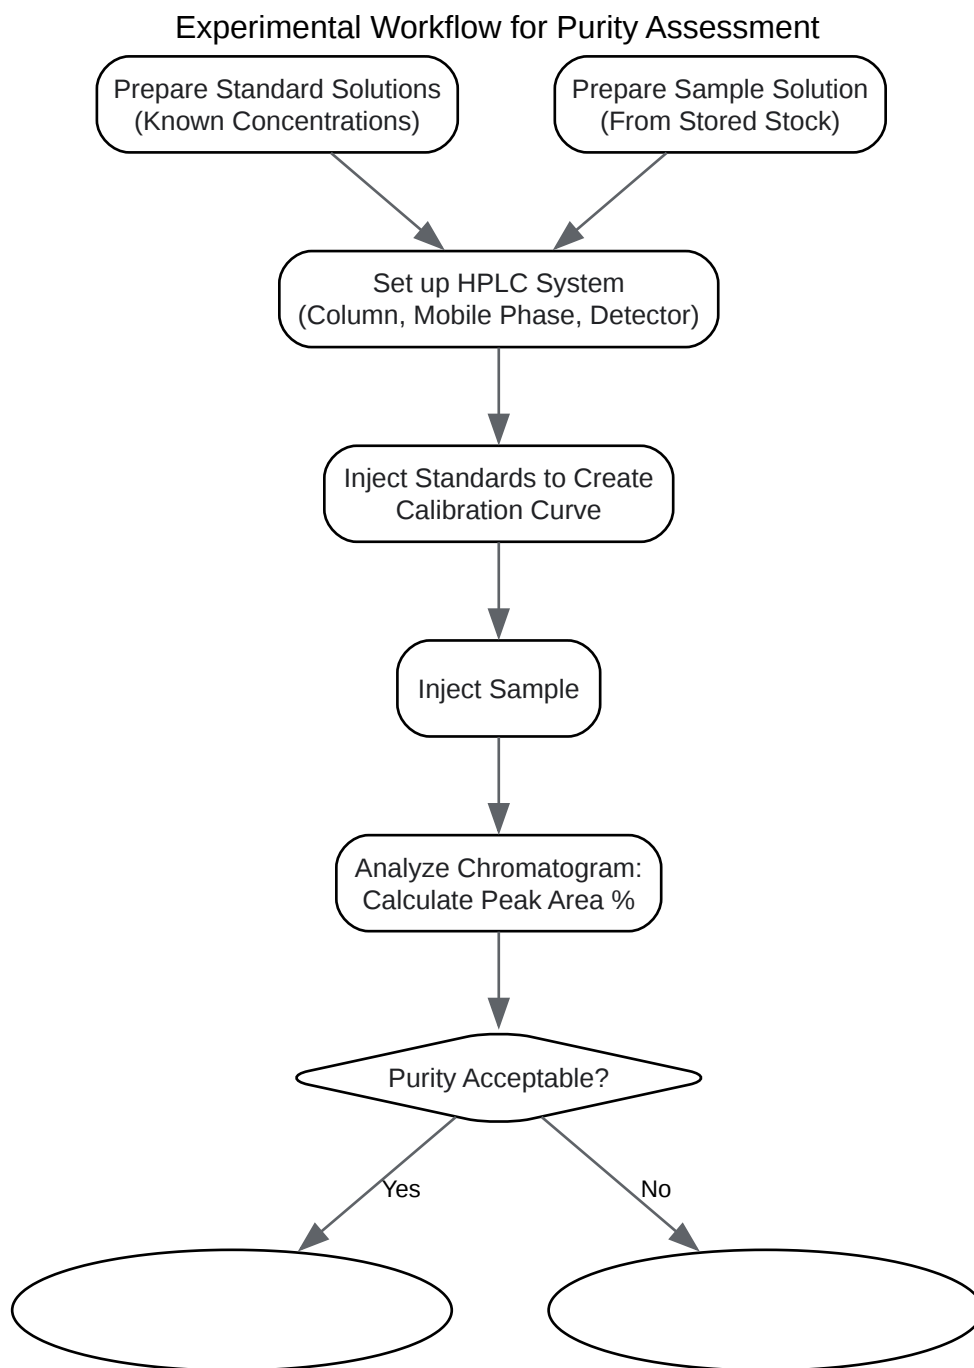 Experimental Workflow for Purity Assessment
Prepare Standard Solutions
(Known Concentrations)
Prepare Sample Solution
(From Stored Stock)
Set up HPLC System
(Column, Mobile Phase, Detector)
Inject Standards to Create
Calibration Curve
Inject Sample
Analyze Chromatogram:
Calculate Peak Area %
Purity Acceptable?
Yes
No